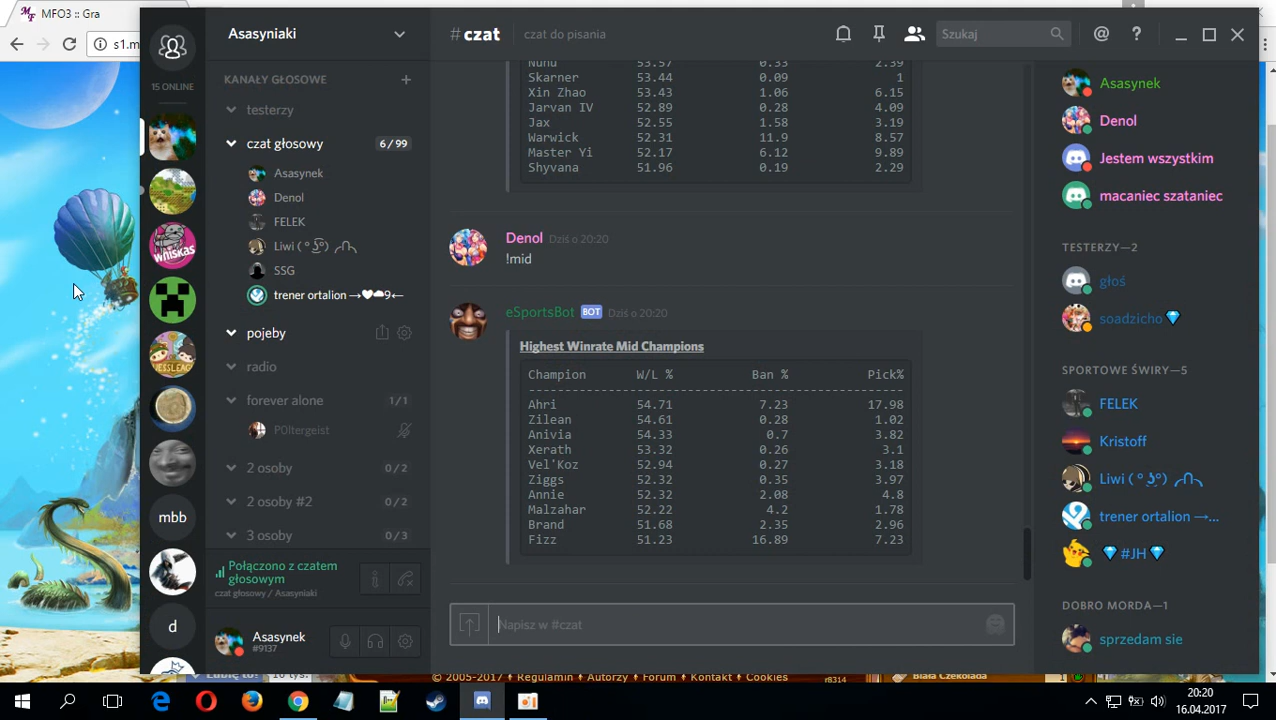 MFO3 :: Gra
s1.m
15 ONLINE
mbb
d
Asasyniaki
KANAŁY GŁOSOWE
testerzy
czat głosowy 6/99
Asasynek
Denol
FELEK
SSG
trener ortalion →♥☁9←
pojeby
radio
forever alone 1/1
P0ltergeist
2 osoby 0/2
2 osoby #2 0/2
3 osoby 0/3
Połączono z czatem
głosowym
czat głosowy / Asasyniaki
Asasynek
#9137
#czat czat do pisania
Szukaj
Skarner 53.44 0.09 1
Xin Zhao 53.43 1.06 6.15
Jarvan IV 52.89 0.28 4.09
Jax 52.55 1.58 3.19
Warwick 52.31 11.9 8.57
Master Yi 52.17 6.12 9.89
Shyvana 51.96 0.19 2.29
Denol Dziś o 20:20
!mid
eSportsBot BOT Dziś o 20:20
Highest Winrate Mid Champions
Champion W/L % Ban % Pick%
Ahri 54.71 7.23 17.98
Zilean 54.61 0.28 1.02
Anivia 54.33 0.7 3.82
Xerath 53.32 0.26 3.1
Vel'Koz 52.94 0.27 3.18
Ziggs 52.32 0.35 3.97
Annie 52.32 2.08 4.8
Malzahar 52.22 4.2 1.78
Brand 51.68 2.35 2.96
Fizz 51.23 16.89 7.23
Napisz w #czat
Asasynek
Denol
Jestem wszystkim
macaniec szataniec
TESTERZY—2
głoś
soadzicho 💎
SPORTOWE ŚWIRY—5
FELEK
Kristoff
trener ortalion →...
💎 #JH 💎
DOBRO MORDA—1
sprzedam sie
© 2005-2017 • Regulamin • Autorzy • Forum • Kontakt • Cookies
r8314
Biała Czekolada
20:20
16.04.2017